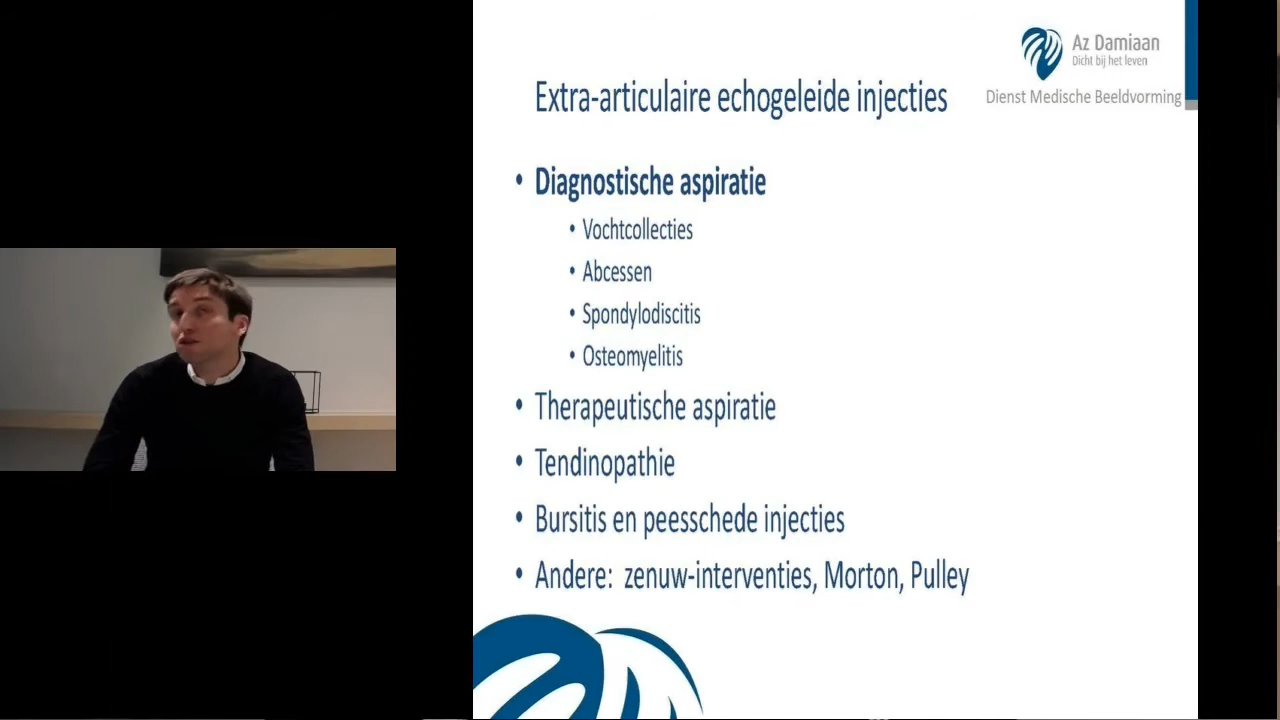 Az Damiaan
Dicht bij het leven
Dienst Medische Beeldvorming
Extra-articulaire echogeleide injecties
• Diagnostische aspiratie
• Vochtcollecties
• Abcessen
• Spondylodiscitis
• Osteomyelitis
• Therapeutische aspiratie
• Tendinopathie
• Bursitis en peesschede injecties
• Andere: zenuw-interventies, Morton, Pulley